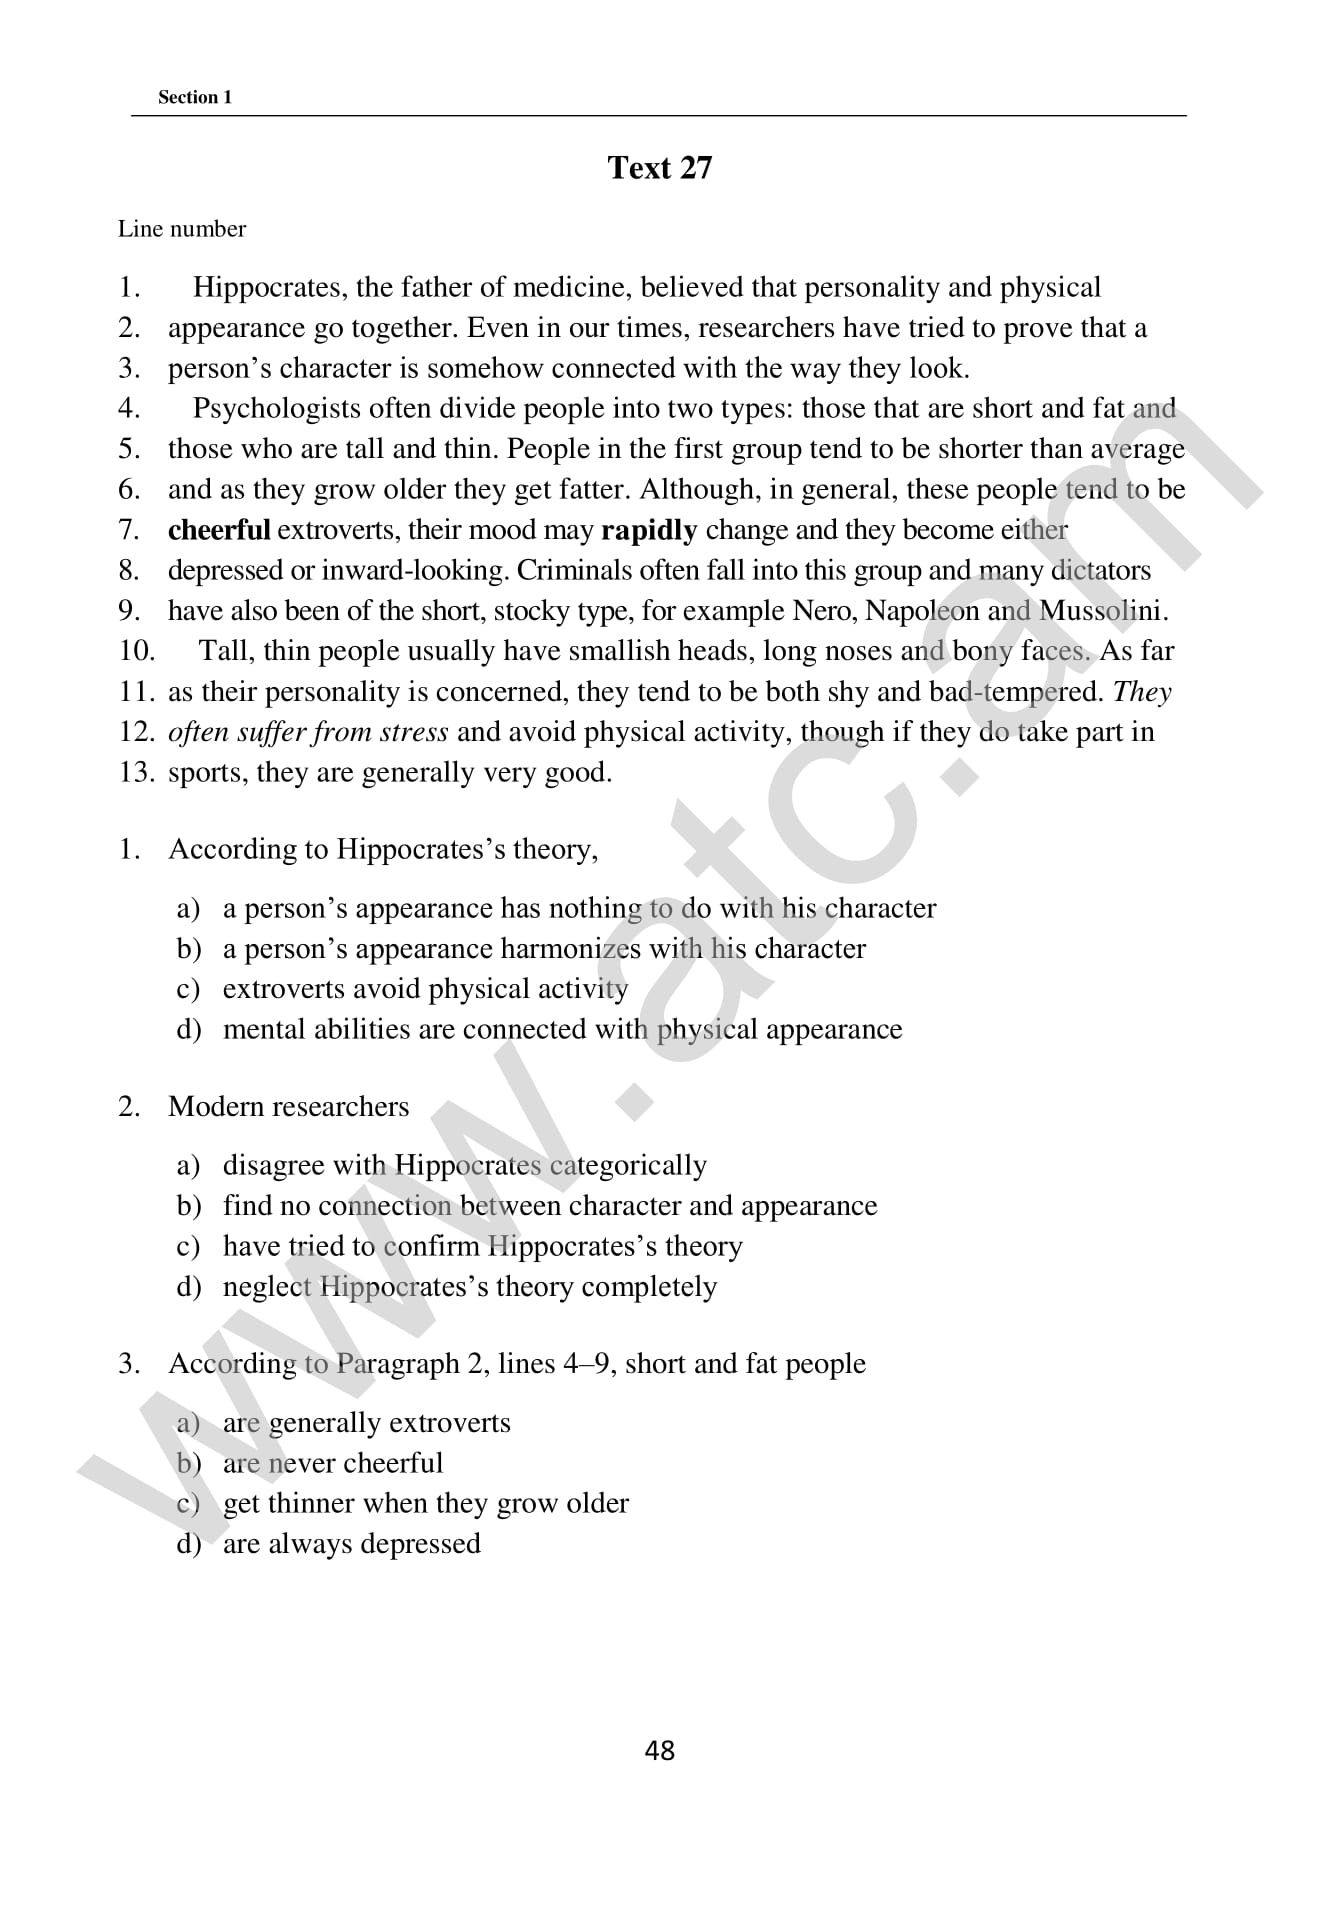 Section 1
Text 27
Line number
1. Hippocrates, the father of medicine, believed that personality and physical
2. appearance go together. Even in our times, researchers have tried to prove that a
3. person’s character is somehow connected with the way they look.
4. Psychologists often divide people into two types: those that are short and fat and
5. those who are tall and thin. People in the first group tend to be shorter than average
6. and as they grow older they get fatter. Although, in general, these people tend to be
7. cheerful extroverts, their mood may rapidly change and they become either
8. depressed or inward-looking. Criminals often fall into this group and many dictators
9. have also been of the short, stocky type, for example Nero, Napoleon and Mussolini.
10. Tall, thin people usually have smallish heads, long noses and bony faces. As far
11. as their personality is concerned, they tend to be both shy and bad-tempered. They
12. often suffer from stress and avoid physical activity, though if they do take part in
13. sports, they are generally very good.
1. According to Hippocrates’s theory,
a) a person’s appearance has nothing to do with his character
b) a person’s appearance harmonizes with his character
c) extroverts avoid physical activity
d) mental abilities are connected with physical appearance
2. Modern researchers
a) disagree with Hippocrates categorically
b) find no connection between character and appearance
c) have tried to confirm Hippocrates’s theory
d) neglect Hippocrates’s theory completely
3. According to Paragraph 2, lines 4–9, short and fat people
a) are generally extroverts
b) are never cheerful
c) get thinner when they grow older
d) are always depressed
48
www.atc.am